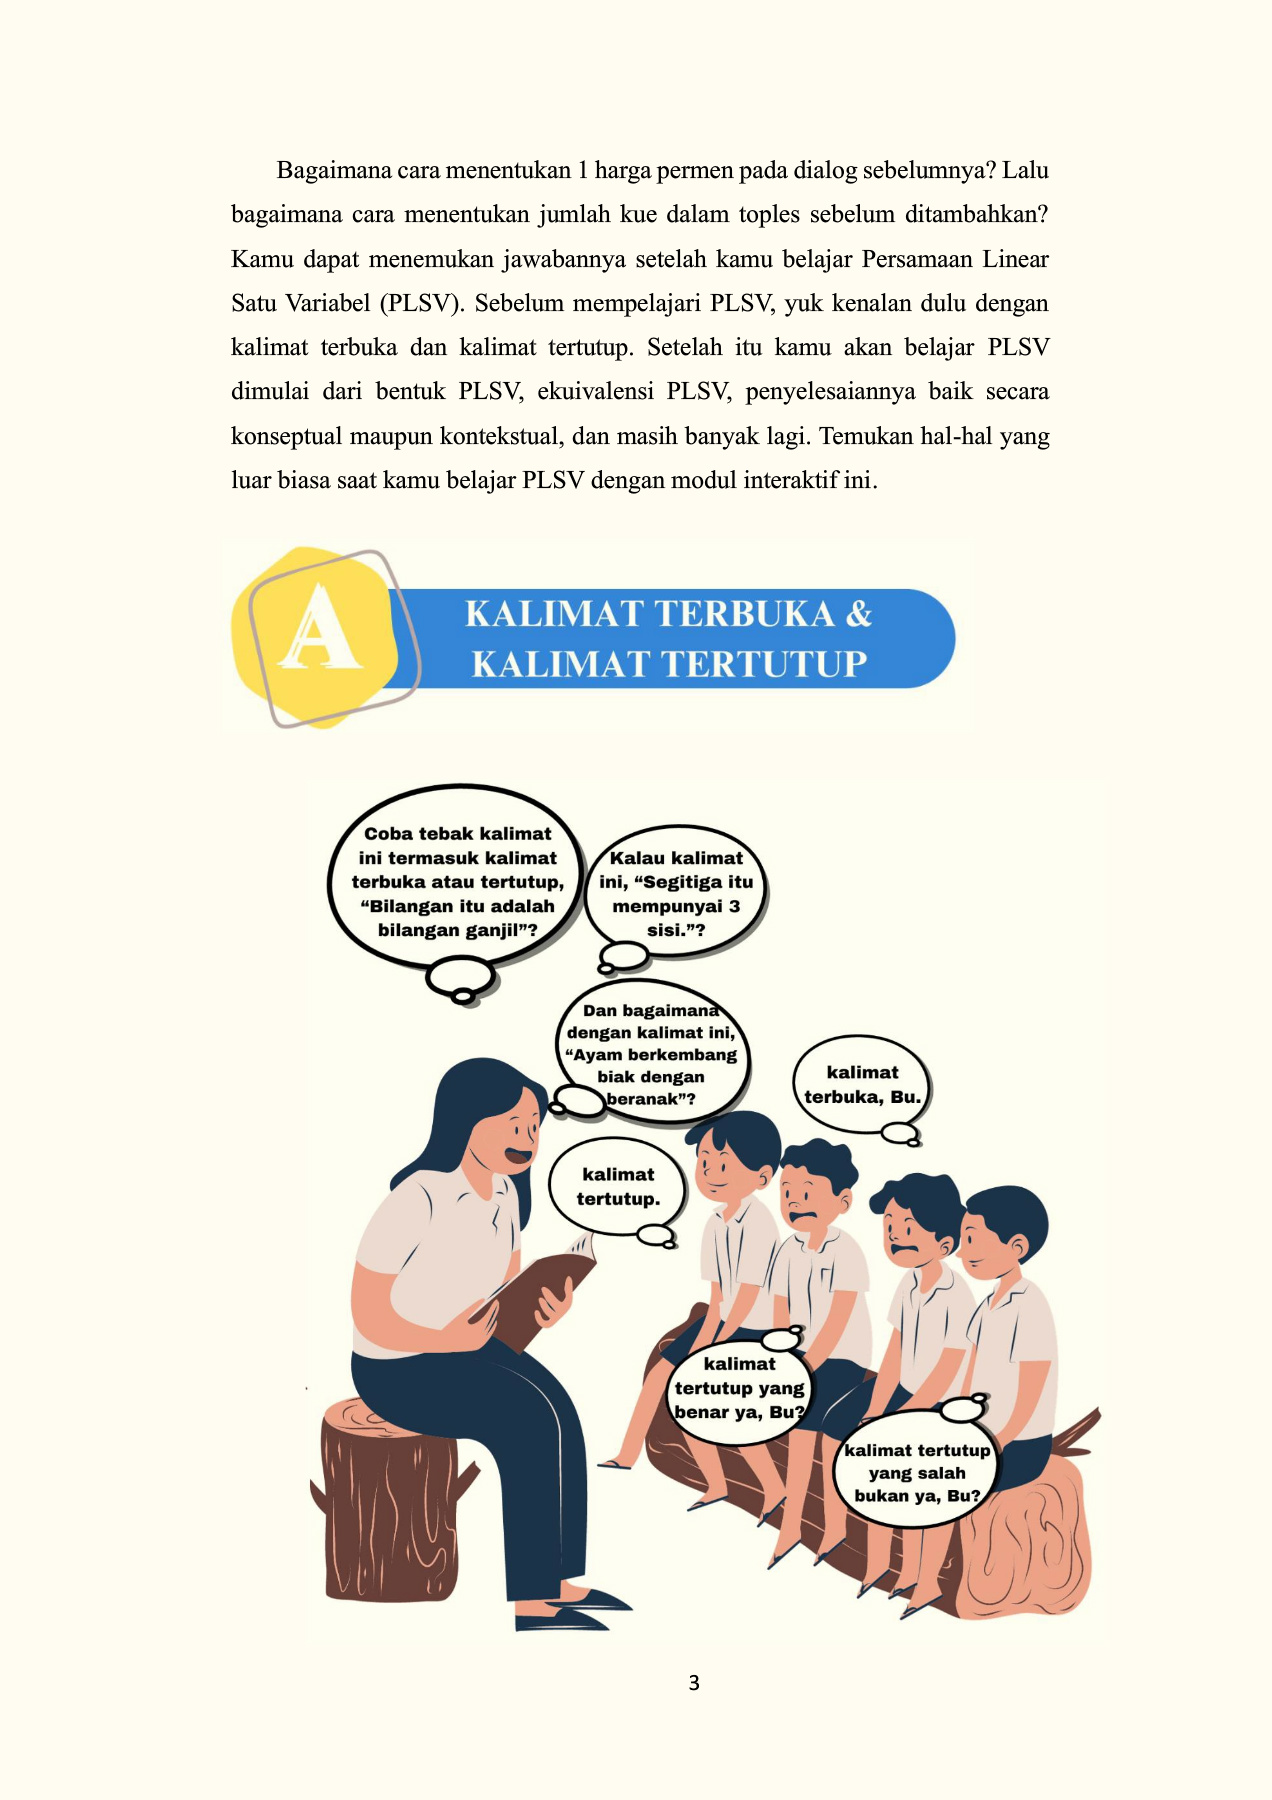 Bagaimana cara menentukan 1 harga permen pada dialog sebelumnya? Lalu
bagaimana cara menentukan jumlah kue dalam toples sebelum ditambahkan?
Kamu dapat menemukan jawabannya setelah kamu belajar Persamaan Linear
Satu Variabel (PLSV). Sebelum mempelajari PLSV, yuk kenalan dulu dengan
kalimat terbuka dan kalimat tertutup. Setelah itu kamu akan belajar PLSV
dimulai dari bentuk PLSV, ekuivalensi PLSV, penyelesaiannya baik secara
konseptual maupun kontekstual, dan masih banyak lagi. Temukan hal-hal yang
luar biasa saat kamu belajar PLSV dengan modul interaktif ini.
A
KALIMAT TERBUKA &
KALIMAT TERTUTUP
Coba tebak kalimat
ini termasuk kalimat
terbuka atau tertutup,
“Bilangan itu adalah
bilangan ganjil”?
Kalau kalimat
ini, “Segitiga itu
mempunyai 3
sisi.”?
Dan bagaimana
dengan kalimat ini,
“Ayam berkembang
biak dengan
beranak”?
kalimat
terbuka, Bu.
kalimat
tertutup.
kalimat
tertutup yang
benar ya, Bu?
kalimat tertutup
yang salah
bukan ya, Bu?
3